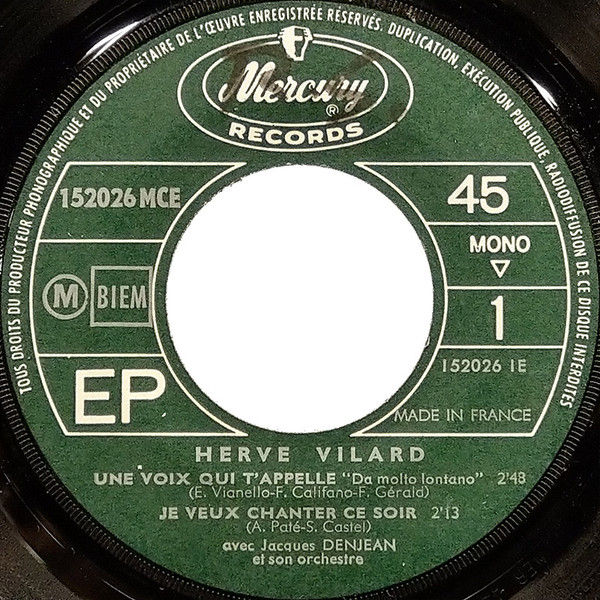 TOUS DROITS DU PRODUCTEUR PHONOGRAPHIQUE ET DU PROPRIÉTAIRE DE L'ŒUVRE ENREGISTRÉE RÉSERVÉS. DUPLICATION, EXÉCUTION PUBLIQUE, RADIODIFFUSION DE CE DISQUE INTERDITES
Mercury
®
RECORDS
152026 MCE
45
MONO
M BIEM
1
152026 1E
EP
MADE IN FRANCE
HERVE VILARD
UNE VOIX QUI T'APPELLE "Da molto lontano" 2'48
(E. Vianello-F. Califano-F. Gérald)
JE VEUX CHANTER CE SOIR 2'13
(A. Paté-S. Castel)
avec Jacques DENJEAN
et son orchestre